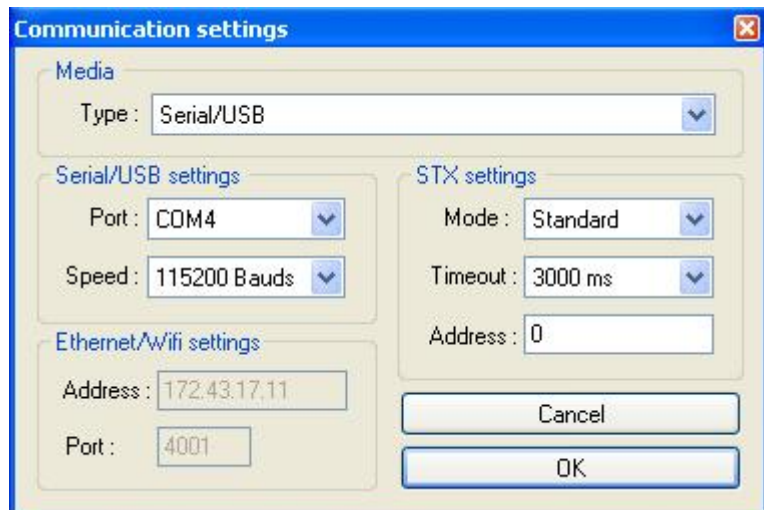 Communication settings
Media
Type : Serial/USB
Serial/USB settings
Port : COM4
Speed : 115200 Bauds
STX settings
Mode : Standard
Timeout : 3000 ms
Address : 0
Ethernet/Wifi settings
Address : 172.43.17.11
Port : 4001
Cancel
OK